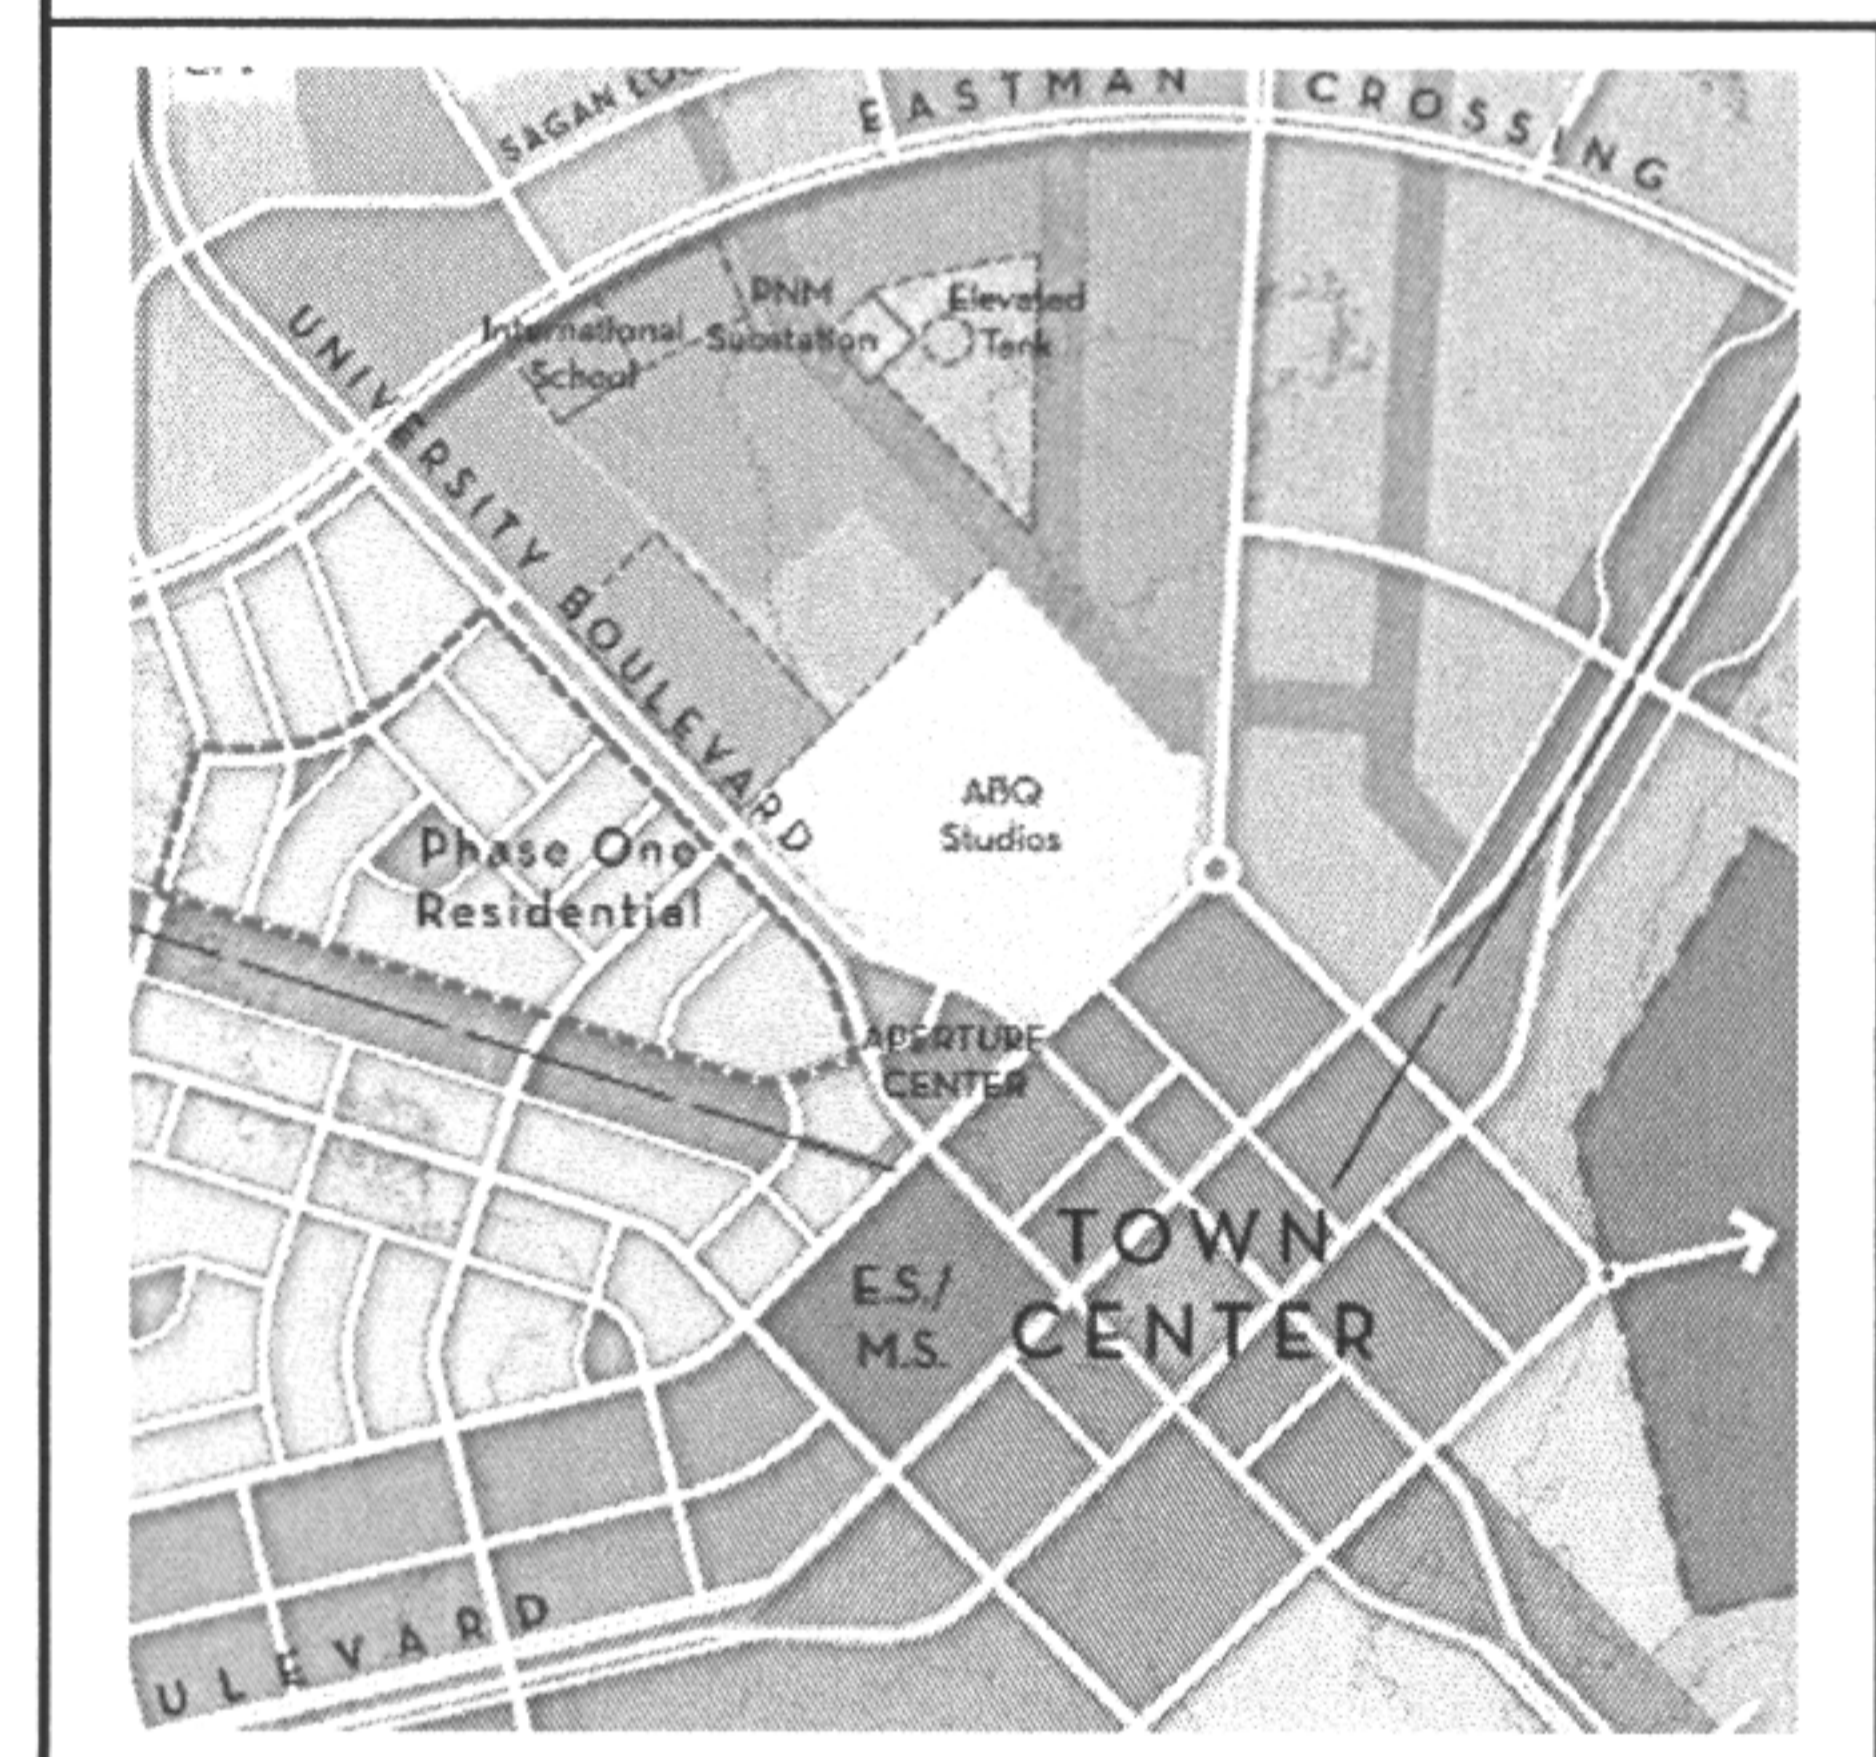 SAGAN
EASTMAN CROSSING
PNM
Substation
Elevated
Tank
International
School
UNIVERSITY BOULEVARD
ABQ
Studios
Phase One
Residential
APERTURE
CENTER
TOWN
CENTER
E.S./
M.S.
ULEVARD